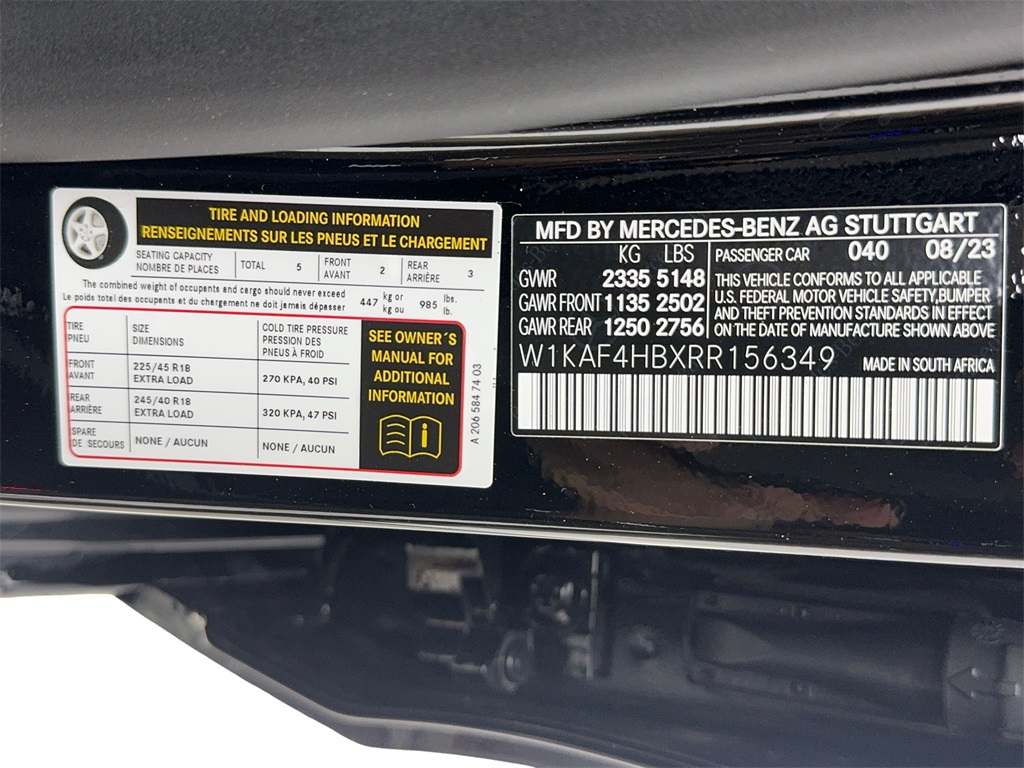 TIRE AND LOADING INFORMATION
RENSEIGNEMENTS SUR LES PNEUS ET LE CHARGEMENT
SEATING CAPACITY
NOMBRE DE PLACES
TOTAL 5
FRONT
AVANT
2
REAR
ARRIÈRE
3
The combined weight of occupants and cargo should never exceed
Le poids total des occupants et du chargement ne doit jamais dépasser
447 kg or
kg ou
985 lbs.
lb.
TIRE
PNEU
SIZE
DIMENSIONS
COLD TIRE PRESSURE
PRESSION DES
PNEUS À FROID
FRONT
AVANT
225/45 R18
EXTRA LOAD
270 KPA, 40 PSI
REAR
ARRIÈRE
245/40 R18
EXTRA LOAD
320 KPA, 47 PSI
SPARE
DE SECOURS
NONE / AUCUN
NONE / AUCUN
SEE OWNER´S
MANUAL FOR
ADDITIONAL
INFORMATION
A 206 584 74 03
MFD BY MERCEDES-BENZ AG STUTTGART
KG LBS
GWR 2335 5148
GAWR FRONT 1135 2502
GAWR REAR 1250 2756
PASSENGER CAR 040 08/23
THIS VEHICLE CONFORMS TO ALL APPLICABLE
U.S. FEDERAL MOTOR VEHICLE SAFETY,BUMPER
AND THEFT PREVENTION STANDARDS IN EFFECT
ON THE DATE OF MANUFACTURE SHOWN ABOVE
W1KAF4HBXRR156349 MADE IN SOUTH AFRICA